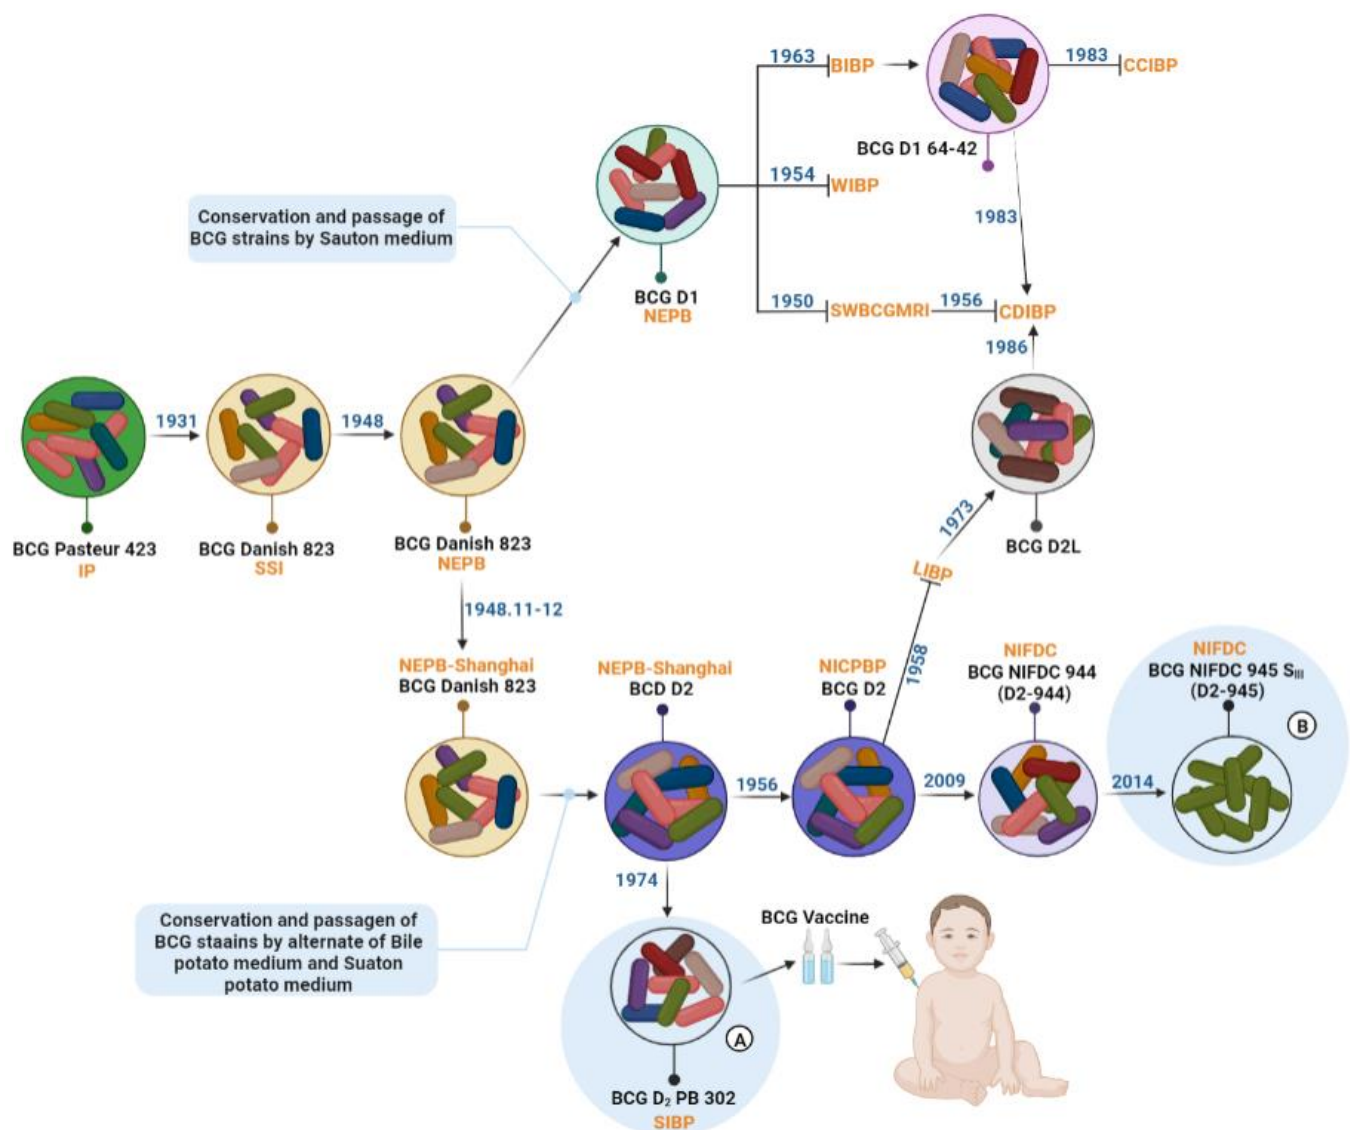 1963
BIBP
1983
CCIBP
BCG D1 64-42
1954
WIBP
Conservation and passage of
BCG strains by Sauton medium
1983
BCG D1
NEPB
1950
SWBCGMRI
1956
CDIBP
1986
1931
1948
BCG Pasteur 423
IP
BCG Danish 823
SSI
BCG Danish 823
NEPB
1973
BCG D2L
LIBP
1948.11-12
1958
NEPB-Shanghai
BCG Danish 823
NEPB-Shanghai
BCD D2
NICPBP
BCG D2
NIFDC
BCG NIFDC 944
(D2-944)
NIFDC
BCG NIFDC 945 SIII
(D2-945)
B
1956
2009
2014
1974
Conservation and passagen of
BCG staains by alternate of Bile
potato medium and Suaton
potato medium
BCG Vaccine
A
BCG D₂ PB 302
SIBP